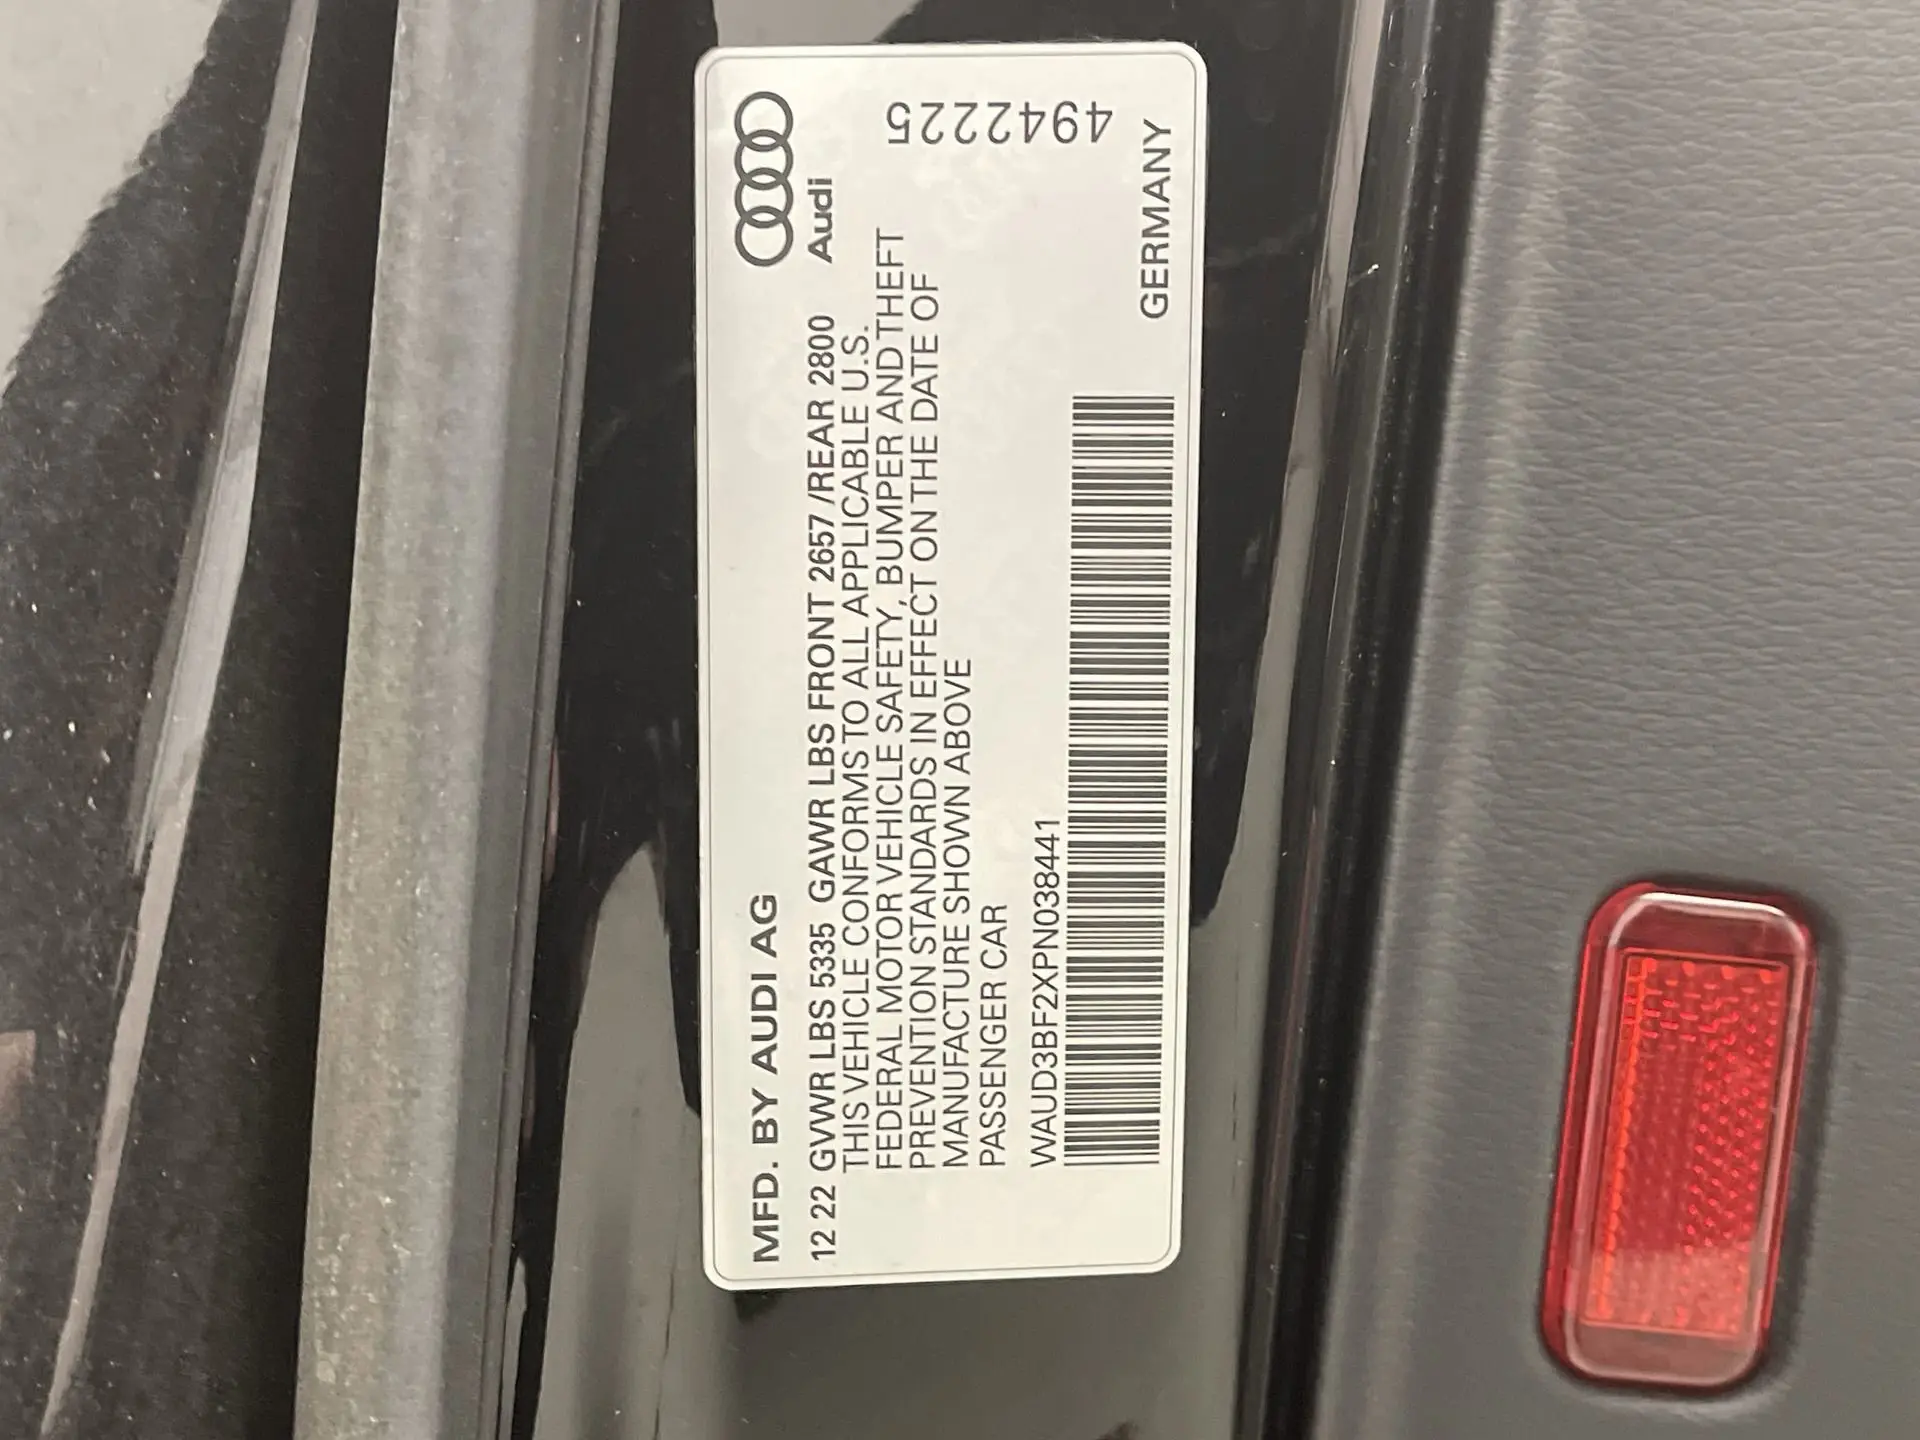 MFD. BY AUDI AG
Audi
12 22 GVWR LBS 5335 GAWR LBS FRONT 2657 /REAR 2800
THIS VEHICLE CONFORMS TO ALL APPLICABLE U.S.
FEDERAL MOTOR VEHICLE SAFETY, BUMPER AND THEFT
PREVENTION STANDARDS IN EFFECT ON THE DATE OF
MANUFACTURE SHOWN ABOVE
PASSENGER CAR
WAUD3BF2XPN038441
GERMANY
4942225